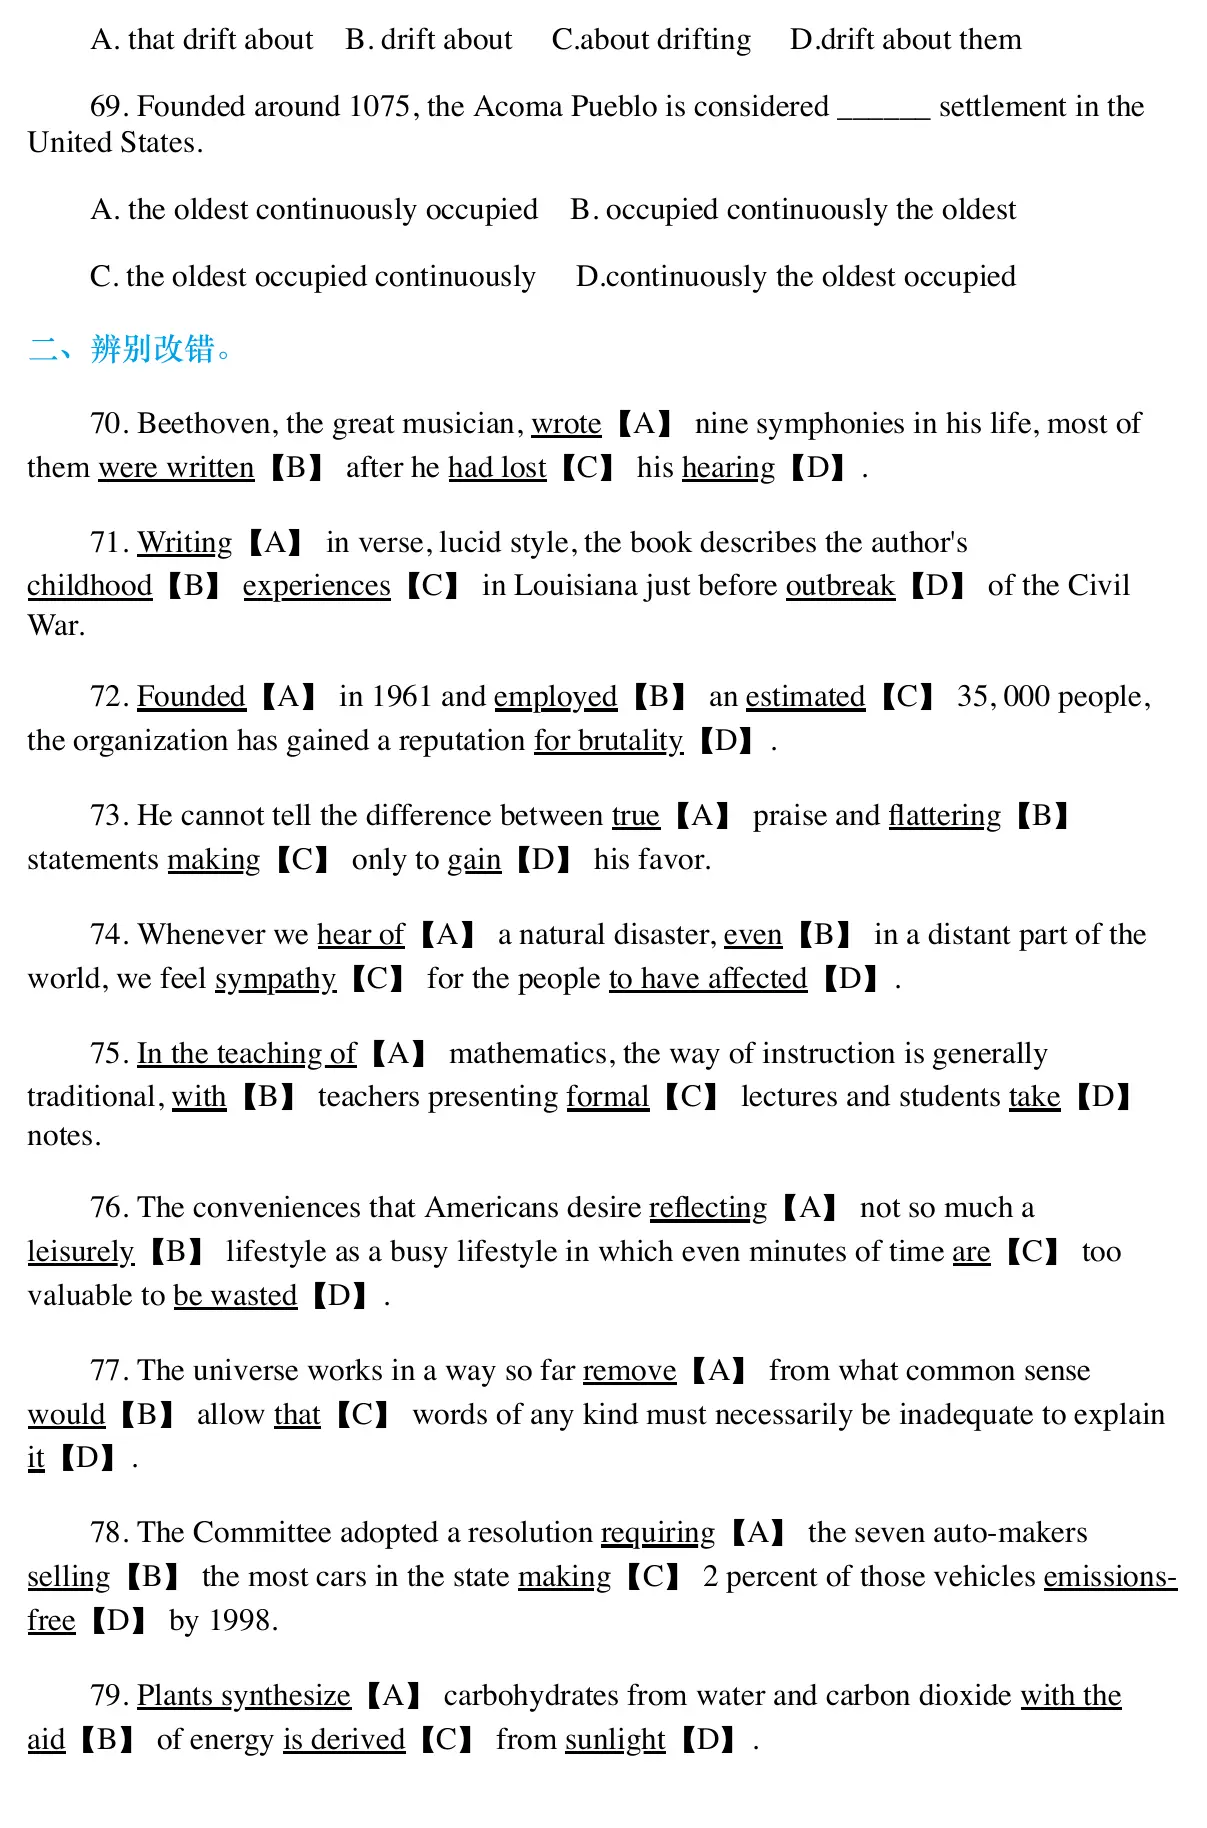 A. that drift about B. drift about C.about drifting D.drift about them
69. Founded around 1075, the Acoma Pueblo is considered ______ settlement in the
United States.
A. the oldest continuously occupied B. occupied continuously the oldest
C. the oldest occupied continuously D.continuously the oldest occupied
二、辨别改错。
70. Beethoven, the great musician, wrote【A】 nine symphonies in his life, most of
them were written【B】 after he had lost【C】 his hearing【D】.
71. Writing【A】 in verse, lucid style, the book describes the author's
childhood【B】 experiences【C】 in Louisiana just before outbreak【D】 of the Civil
War.
72. Founded【A】 in 1961 and employed【B】 an estimated【C】 35, 000 people,
the organization has gained a reputation for brutality【D】.
73. He cannot tell the difference between true【A】 praise and flattering【B】
statements making【C】 only to gain【D】 his favor.
74. Whenever we hear of【A】 a natural disaster, even【B】 in a distant part of the
world, we feel sympathy【C】 for the people to have affected【D】.
75. In the teaching of【A】 mathematics, the way of instruction is generally
traditional, with【B】 teachers presenting formal【C】 lectures and students take【D】
notes.
76. The conveniences that Americans desire reflecting【A】 not so much a
leisurely【B】 lifestyle as a busy lifestyle in which even minutes of time are【C】 too
valuable to be wasted【D】.
77. The universe works in a way so far remove【A】 from what common sense
would【B】 allow that【C】 words of any kind must necessarily be inadequate to explain
it【D】.
78. The Committee adopted a resolution requiring【A】 the seven auto-makers
selling【B】 the most cars in the state making【C】 2 percent of those vehicles emissions-
free【D】 by 1998.
79. Plants synthesize【A】 carbohydrates from water and carbon dioxide with the
aid【B】 of energy is derived【C】 from sunlight【D】.